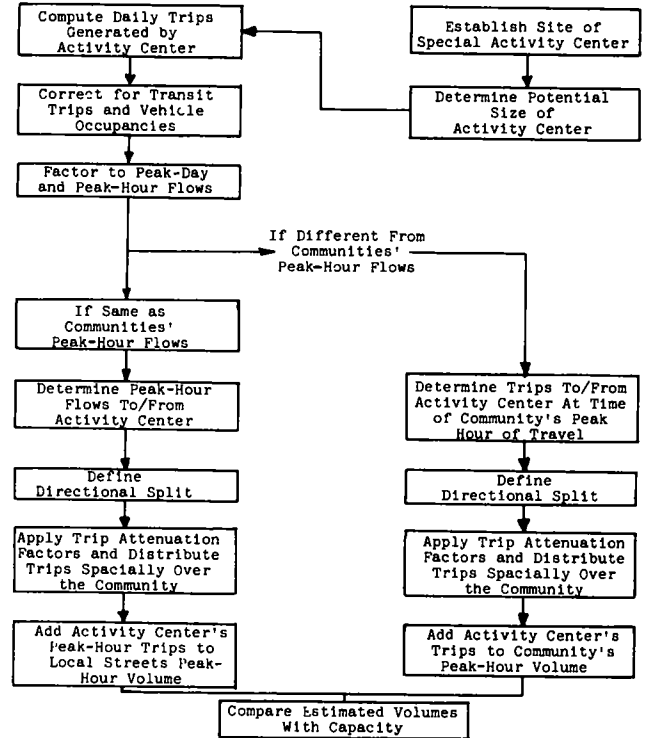 Compute Daily Trips
Generated by
Activity Center
Establish Site of
Special Activity Center
Correct for Transit
Trips and Vehicle
Occupancies
Determine Potential
Size of
Activity Center
Factor to Peak-Day
and Peak-Hour Flows
If Different From
Communities'
Peak-Hour Flows
If Same as
Communities'
Peak-Hour Flows
Determine Peak-Hour
Flows To/From
Activity Center
Determine Trips To/From
Activity Center At Time
of Community's Peak
Hour of Travel
Define
Directional Split
Define
Directional Split
Apply Trip Attenuation
Factors and Distribute
Trips Spacially Over
the Community
Apply Trip Attenuation
Factors and Distribute
Trips Spacially Over
the Community
Add Activity Center's
Peak-Hour Trips to
Local Streets Peak-
Hour Volume
Add Activity Center's
Trips to Community's
Peak-Hour Volume
Compare Estimated Volumes
With Capacity